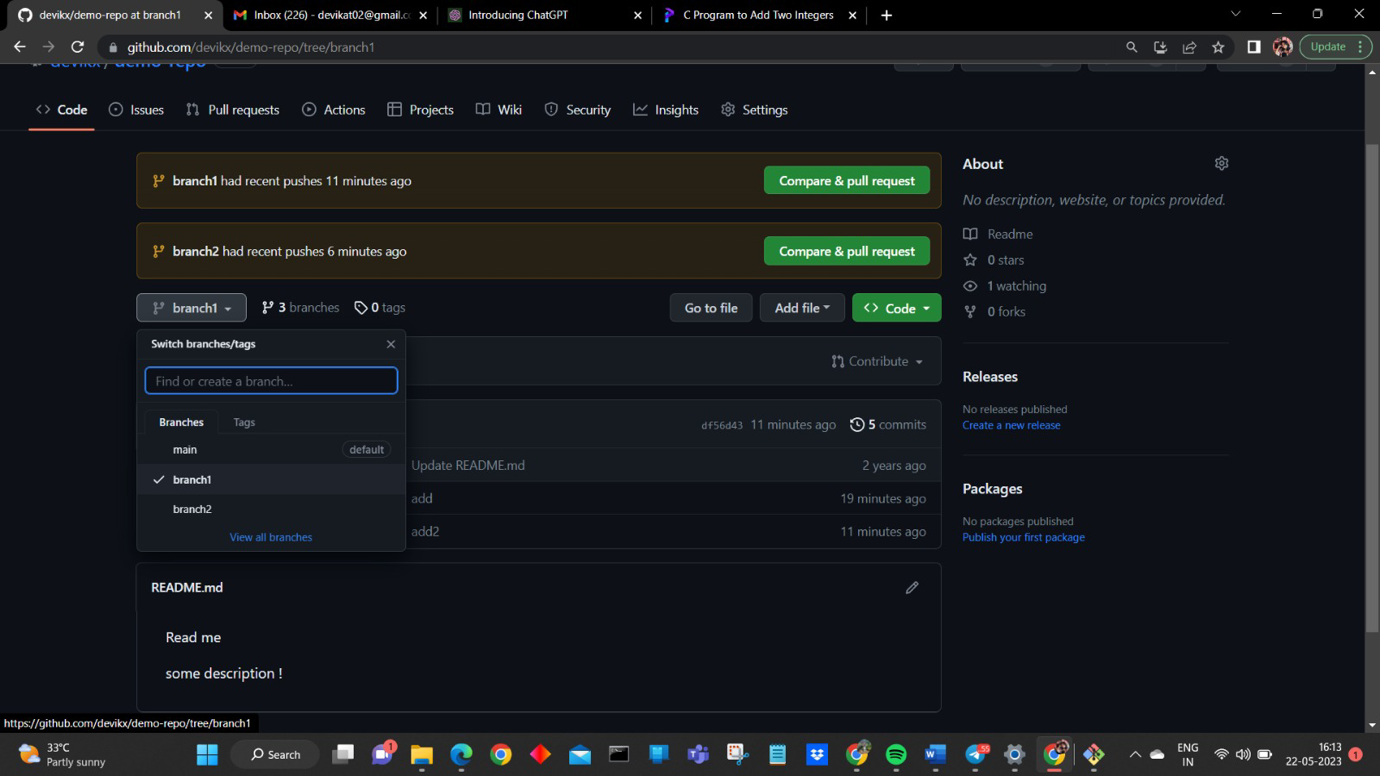 devikx/demo-repo at branch1
Inbox (226) - devikat02@gmail.co
Introducing ChatGPT
C Program to Add Two Integers
github.com/devikx/demo-repo/tree/branch1
Update
devikx / demo-repo
Code
Issues
Pull requests
Actions
Projects
Wiki
Security
Insights
Settings
branch1 had recent pushes 11 minutes ago
Compare & pull request
branch2 had recent pushes 6 minutes ago
Compare & pull request
branch1
3 branches
0 tags
Go to file
Add file
Code
Switch branches/tags
Find or create a branch...
Branches
Tags
main
default
branch1
branch2
View all branches
Contribute
df56d43 11 minutes ago
5 commits
Update README.md
2 years ago
add
19 minutes ago
add2
11 minutes ago
README.md
Read me
some description !
About
No description, website, or topics provided.
Readme
0 stars
1 watching
0 forks
Releases
No releases published
Create a new release
Packages
No packages published
Publish your first package
https://github.com/devikx/demo-repo/tree/branch1
33°C
Partly sunny
Search
1
55
ENG
IN
16:13
22-05-2023
1